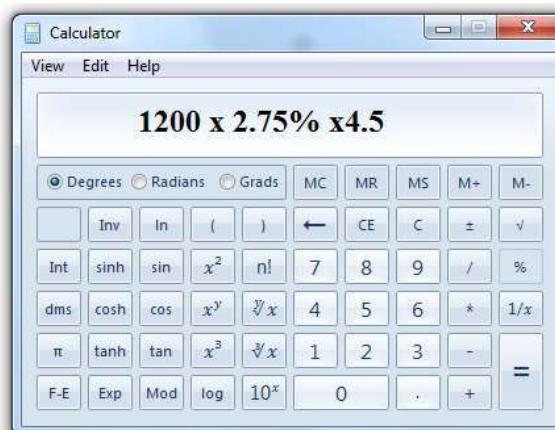 Calculator
View Edit Help
1200 x 2.75% x4.5
Degrees Radians Grads MC MR MS M+ M-
Inv ln ( ) ← CE C ± √
Int sinh sin x² n! 7 8 9 / %
dms cosh cos xʸ ʸ√x 4 5 6 * 1/x
π tanh tan x³ ³√x 1 2 3 - =
F-E Exp Mod log 10ˣ 0 . +